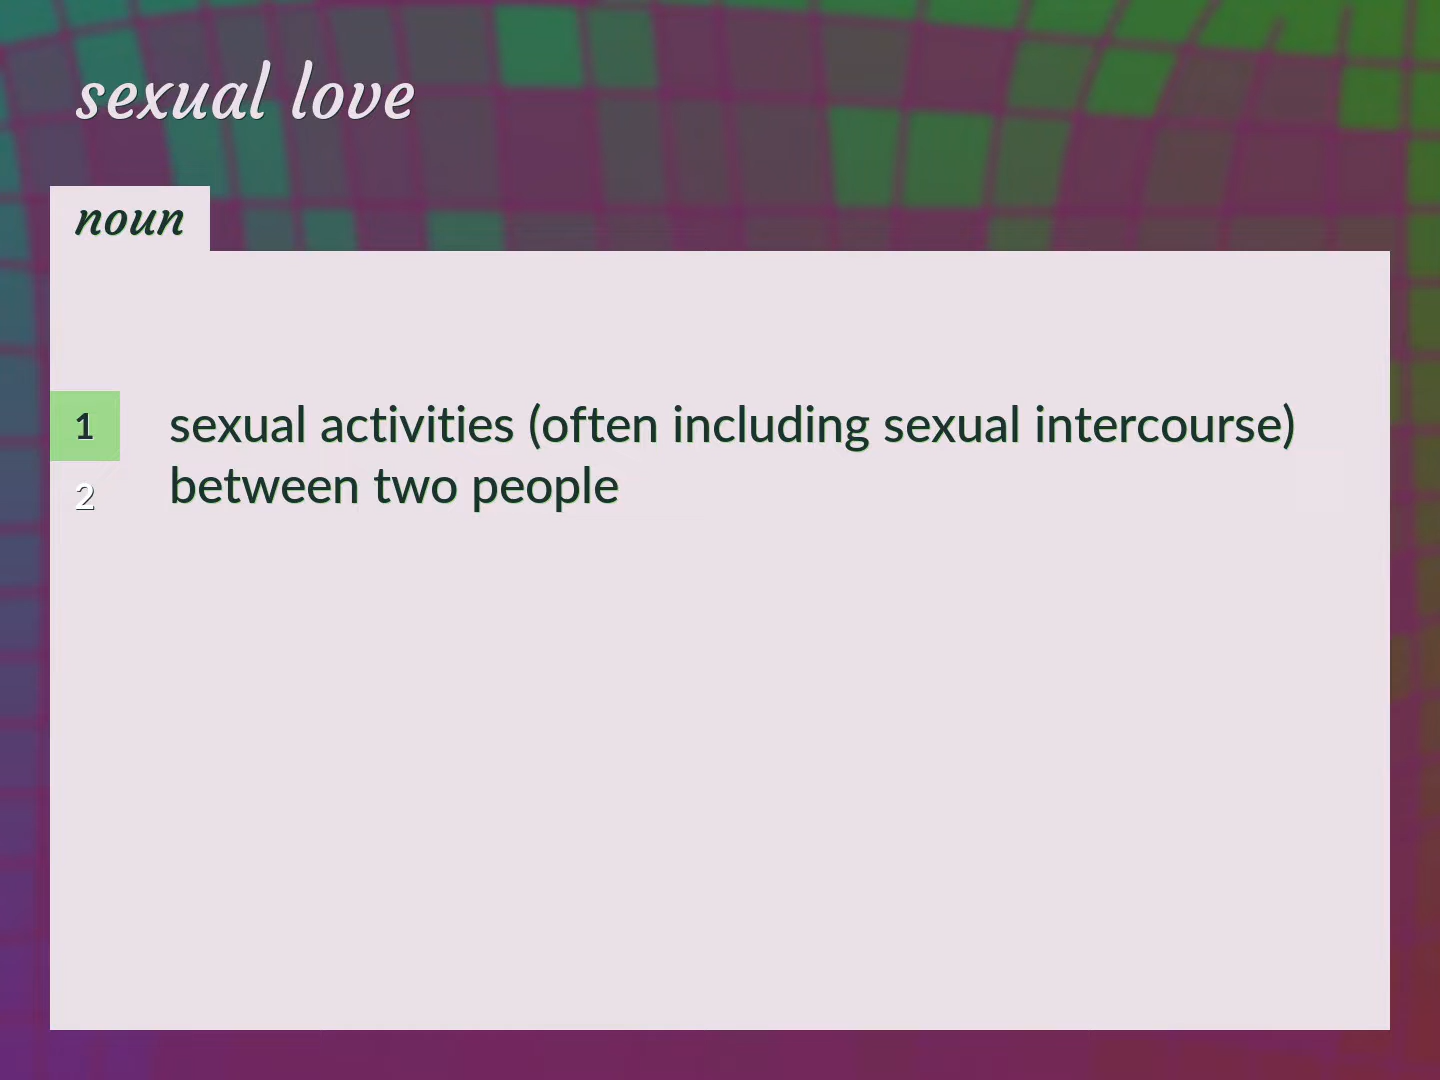 sexual love
noun
1 sexual activities (often including sexual intercourse)
2 between two people